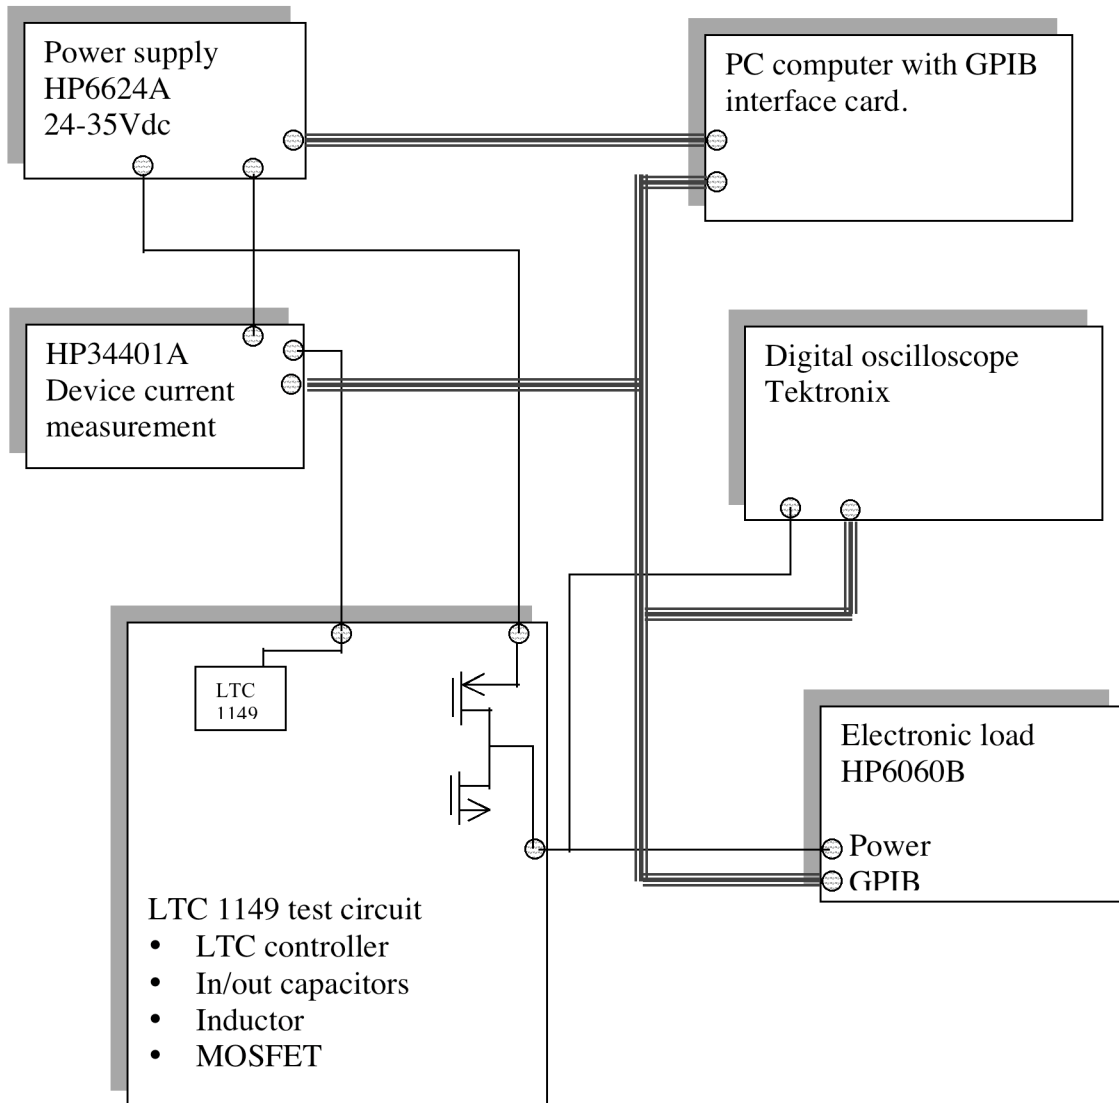 Power supply
HP6624A
24-35Vdc
PC computer with GPIB
interface card.
HP34401A
Device current
measurement
Digital oscilloscope
Tektronix
LTC
1149
Electronic load
HP6060B
Power
GPIB
LTC 1149 test circuit
• LTC controller
• In/out capacitors
• Inductor
• MOSFET